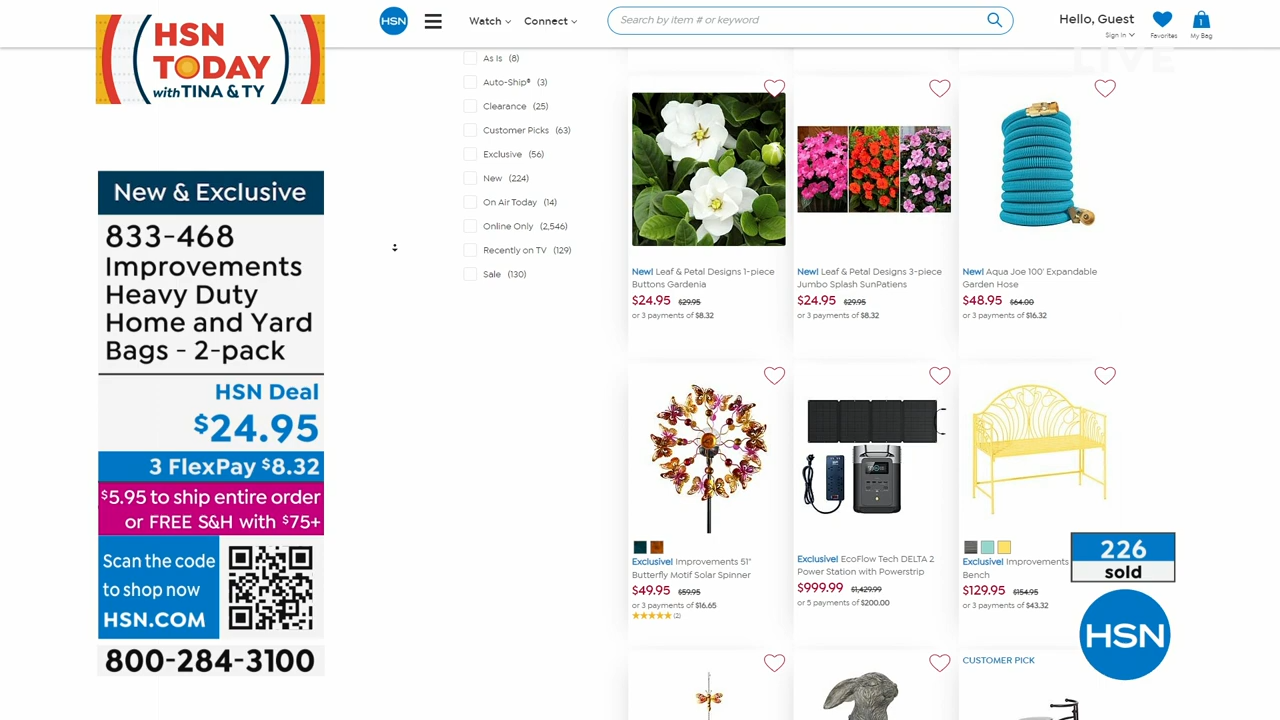 HSN
TODAY
with TINA & TY
HSN
Watch
Connect
Search by item # or keyword
Hello, Guest
Sign In
Favorites
1
My Bag
LIVE
New & Exclusive
833-468
Improvements
Heavy Duty
Home and Yard
Bags - 2-pack
HSN Deal
$24.95
3 FlexPay $8.32
$5.95 to ship entire order
or FREE S&H with $75+
Scan the code
to shop now
HSN.COM
800-284-3100
As Is (8)
Auto-Ship® (3)
Clearance (25)
Customer Picks (63)
Exclusive (56)
New (224)
On Air Today (14)
Online Only (2,546)
Recently on TV (129)
Sale (130)
New! Leaf & Petal Designs 1-piece
Buttons Gardenia
$24.95 $29.95
or 3 payments of $8.32
New! Leaf & Petal Designs 3-piece
Jumbo Splash SunPatiens
$24.95 $29.95
or 3 payments of $8.32
New! Aqua Joe 100' Expandable
Garden Hose
$48.95 $64.00
or 3 payments of $16.32
Exclusive! Improvements 51"
Butterfly Motif Solar Spinner
$49.95 $59.95
or 3 payments of $16.65
(2)
Exclusive! EcoFlow Tech DELTA 2
Power Station with Powerstrip
$999.99 $1,429.99
or 5 payments of $200.00
Exclusive! Improvements
Bench
$129.95 $154.95
or 3 payments of $43.32
CUSTOMER PICK
226
sold
HSN